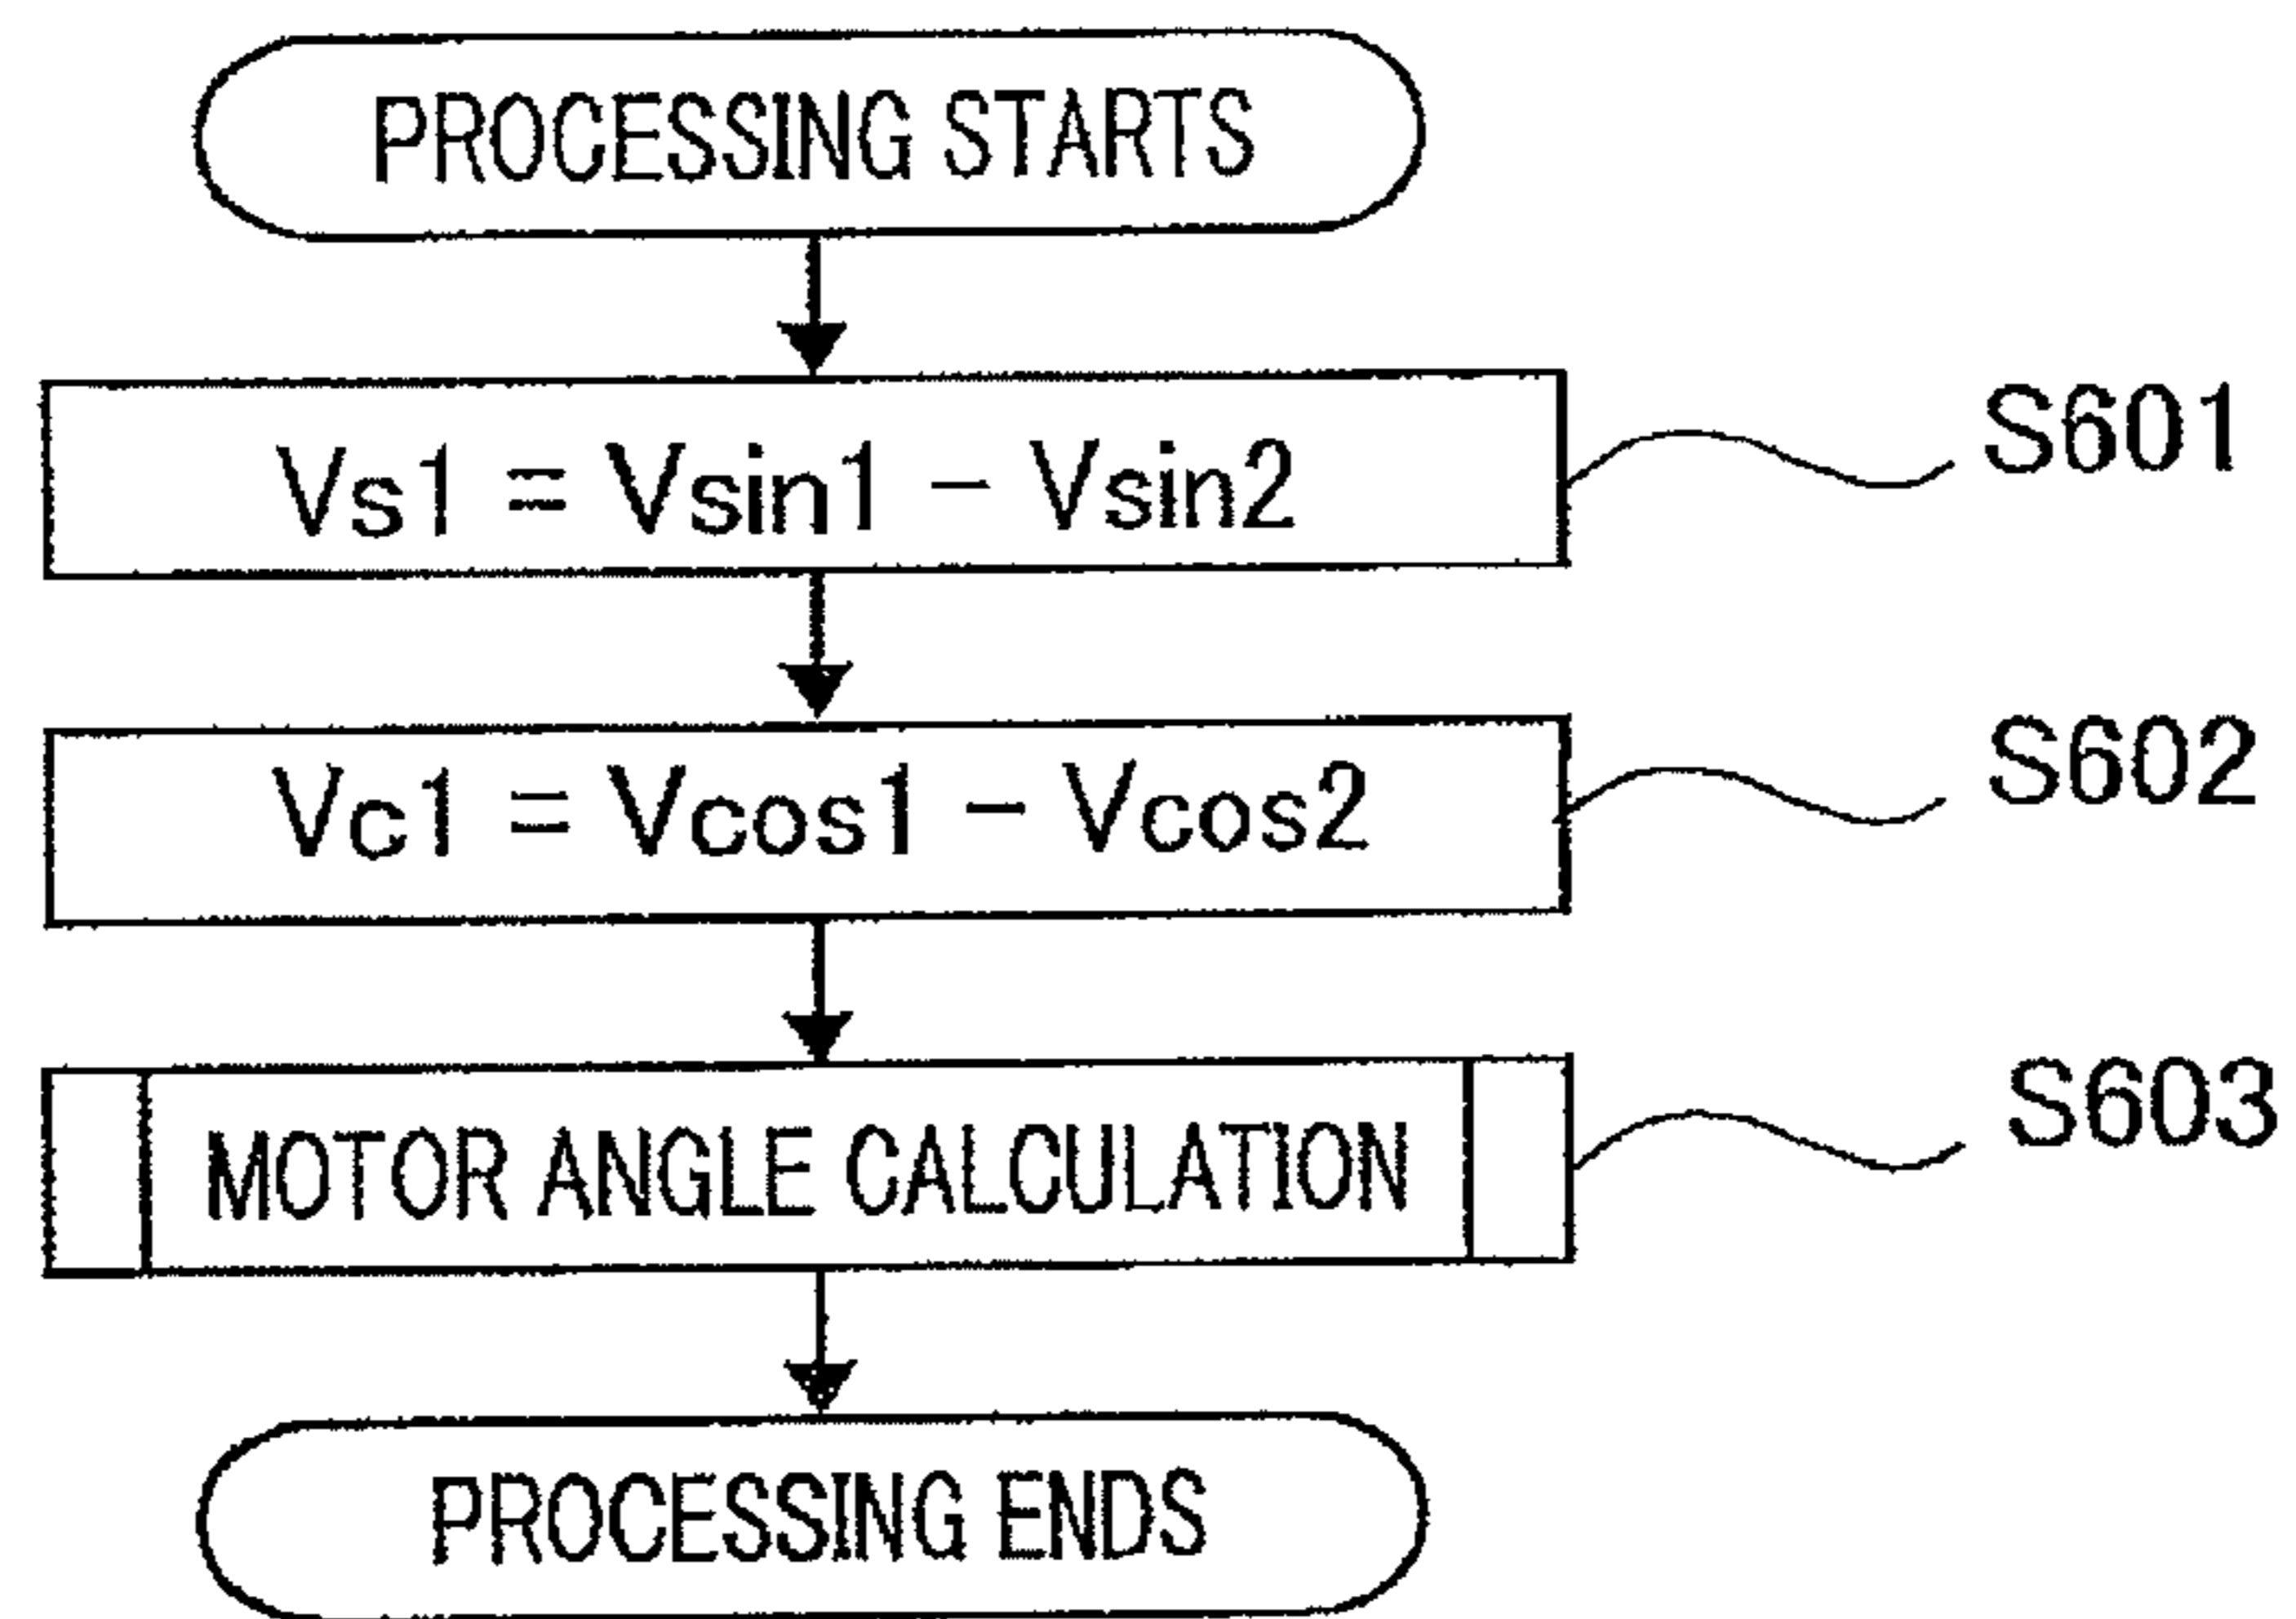 PROCESSING STARTS
Vs1 = Vsin1 − Vsin2
S601
Vc1 = Vcos1 − Vcos2
S602
MOTOR ANGLE CALCULATION
S603
PROCESSING ENDS